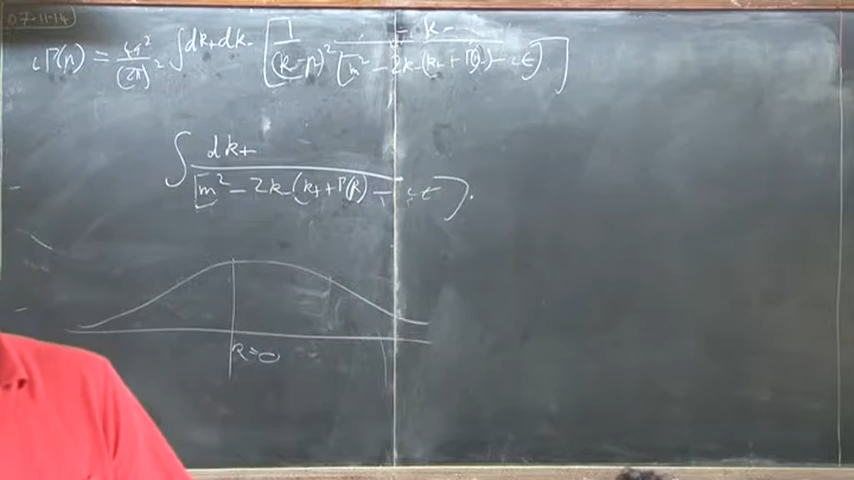 07-11-14
iΓ(p) = 4g²/(2π)² ∫dk+dk- [1/(k-p)² -k-/[m²-2k-(k++Γ(k-))-iε]]
∫ dk+/[m²-2k-(k++Γ(k))-iε].
R=0